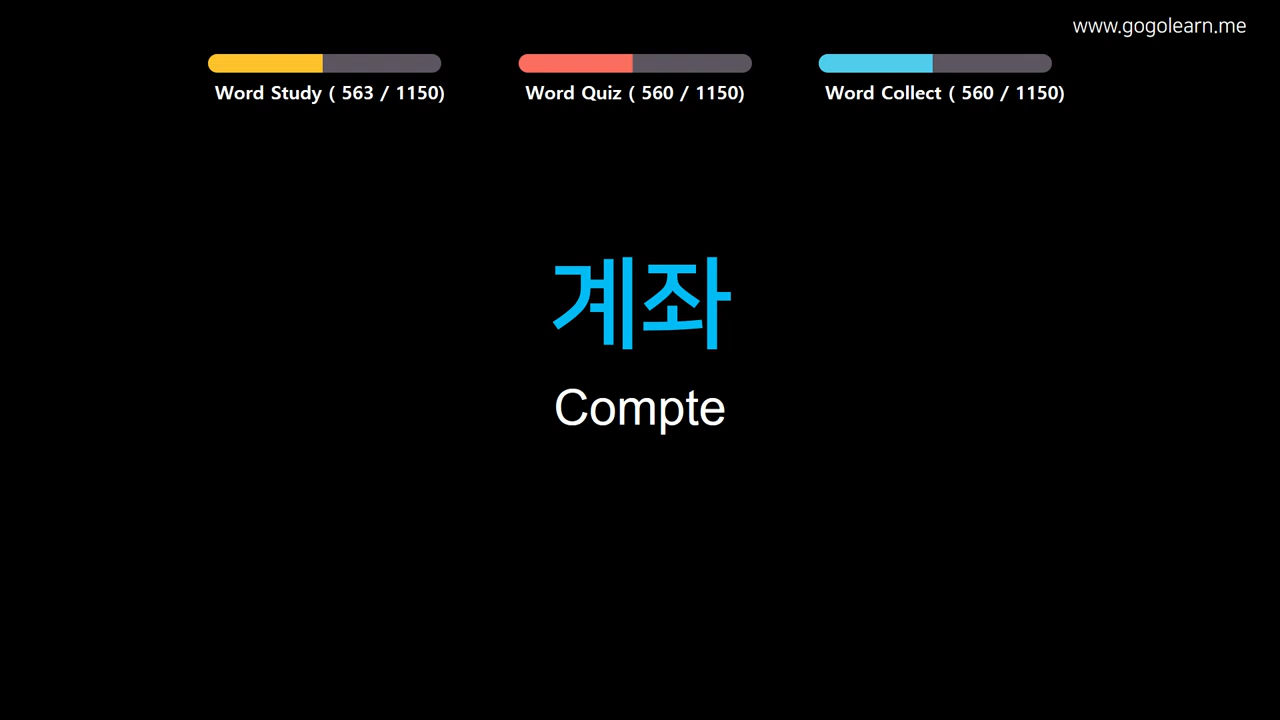 www.gogolearn.me
Word Study ( 563 / 1150)
Word Quiz ( 560 / 1150)
Word Collect ( 560 / 1150)
계좌
Compte